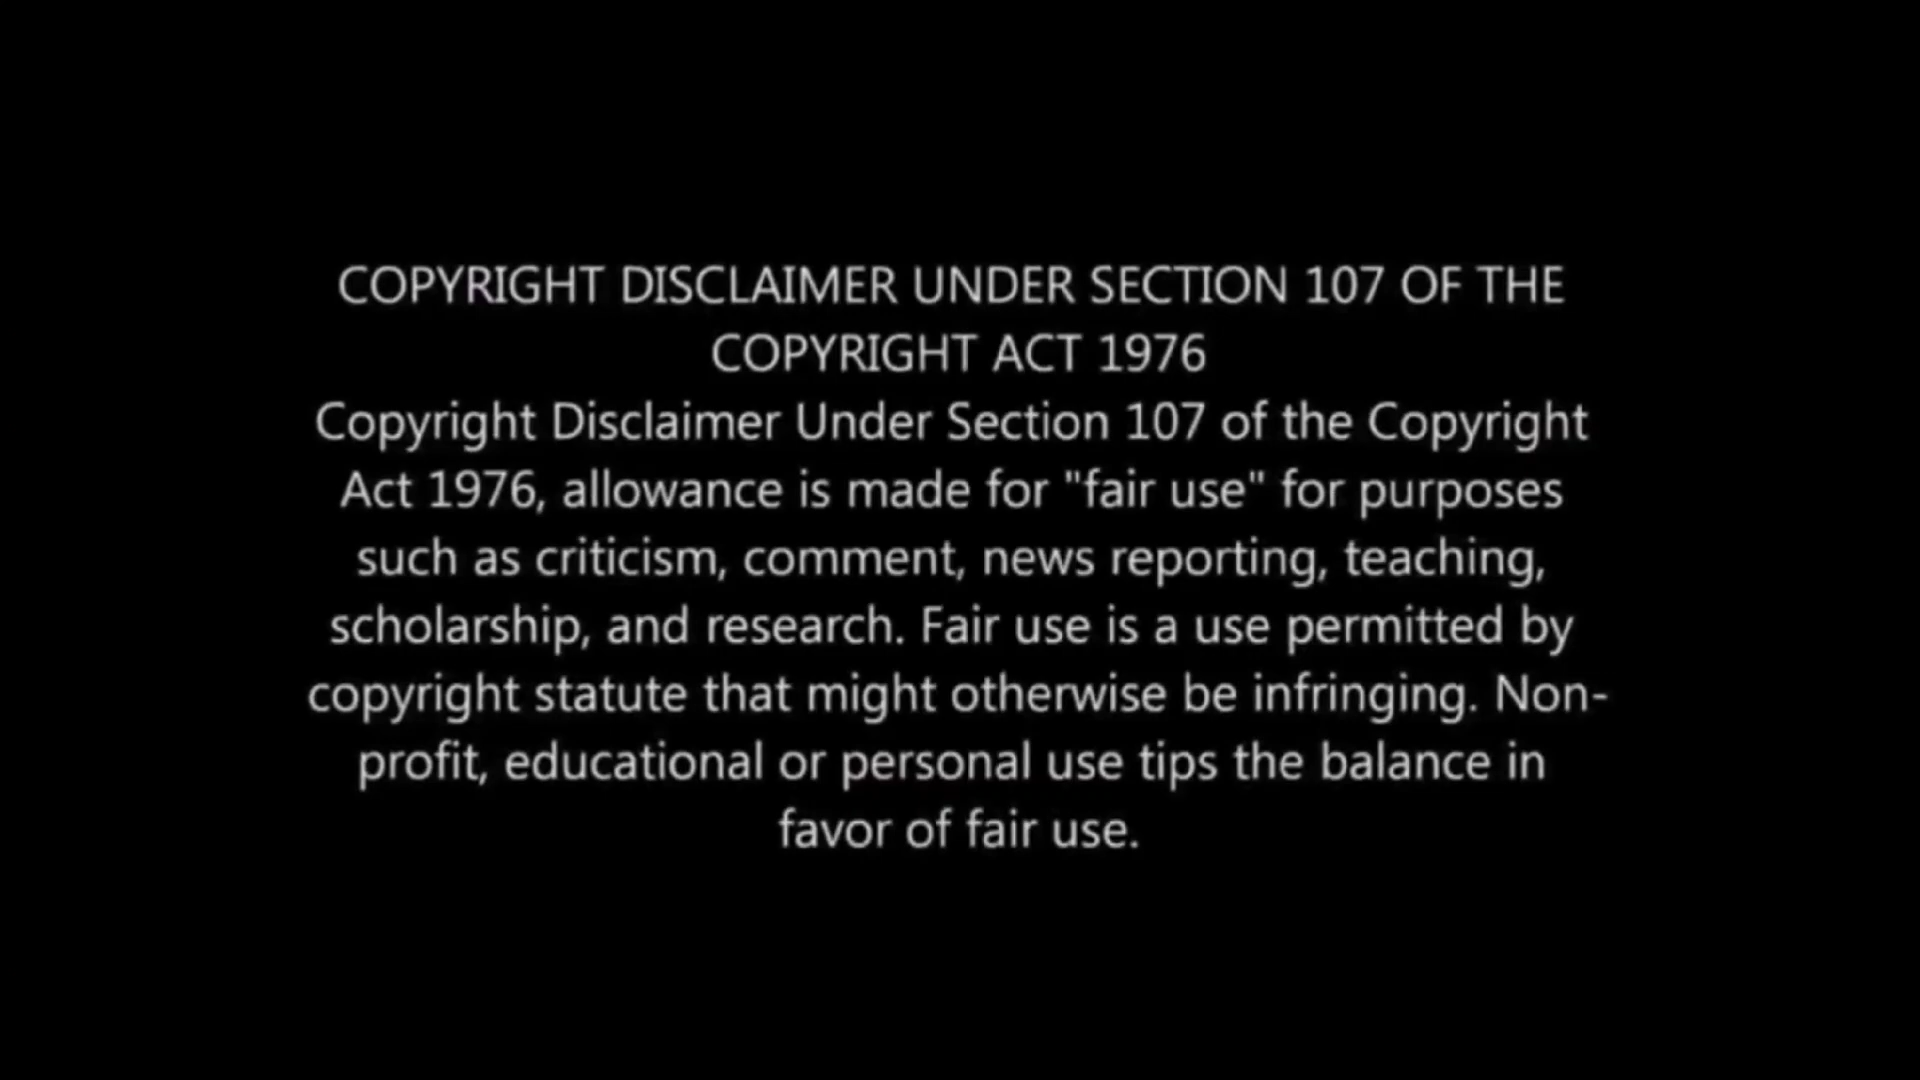 COPYRIGHT DISCLAIMER UNDER SECTION 107 OF THE
COPYRIGHT ACT 1976
Copyright Disclaimer Under Section 107 of the Copyright
Act 1976, allowance is made for "fair use" for purposes
such as criticism, comment, news reporting, teaching,
scholarship, and research. Fair use is a use permitted by
copyright statute that might otherwise be infringing. Non-
profit, educational or personal use tips the balance in
favor of fair use.